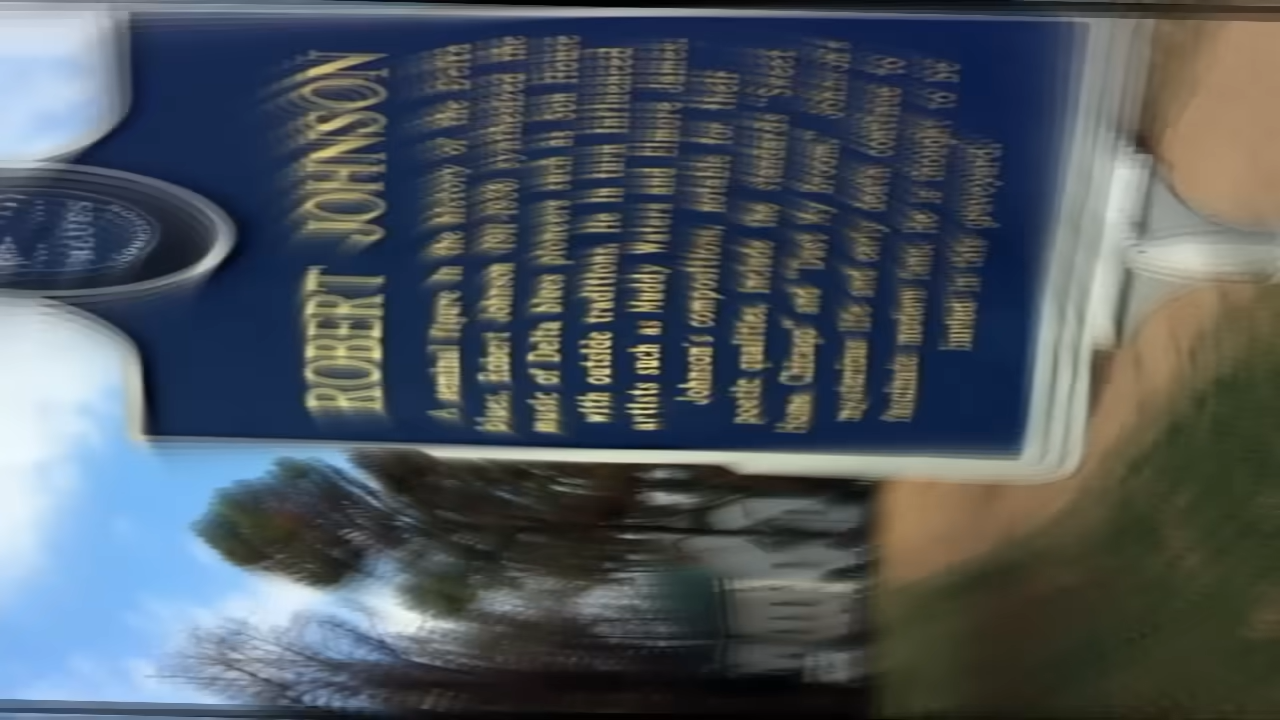 ROBERT JOHNSON
A seminal figure in the history of the Delta
blues, Robert Johnson (1911-1938) synthesized the
music of Delta blues pioneers such as Son House
with outside traditions. He in turn influenced
artists such as Muddy Waters and Elmore James.
Johnson's compositions, notable for their
poetic qualities, include the standards "Sweet
Home Chicago" and "Dust My Broom." Johnson's
mysterious life and early death continue to
fascinate modern fans. He is thought to be
buried in this graveyard.